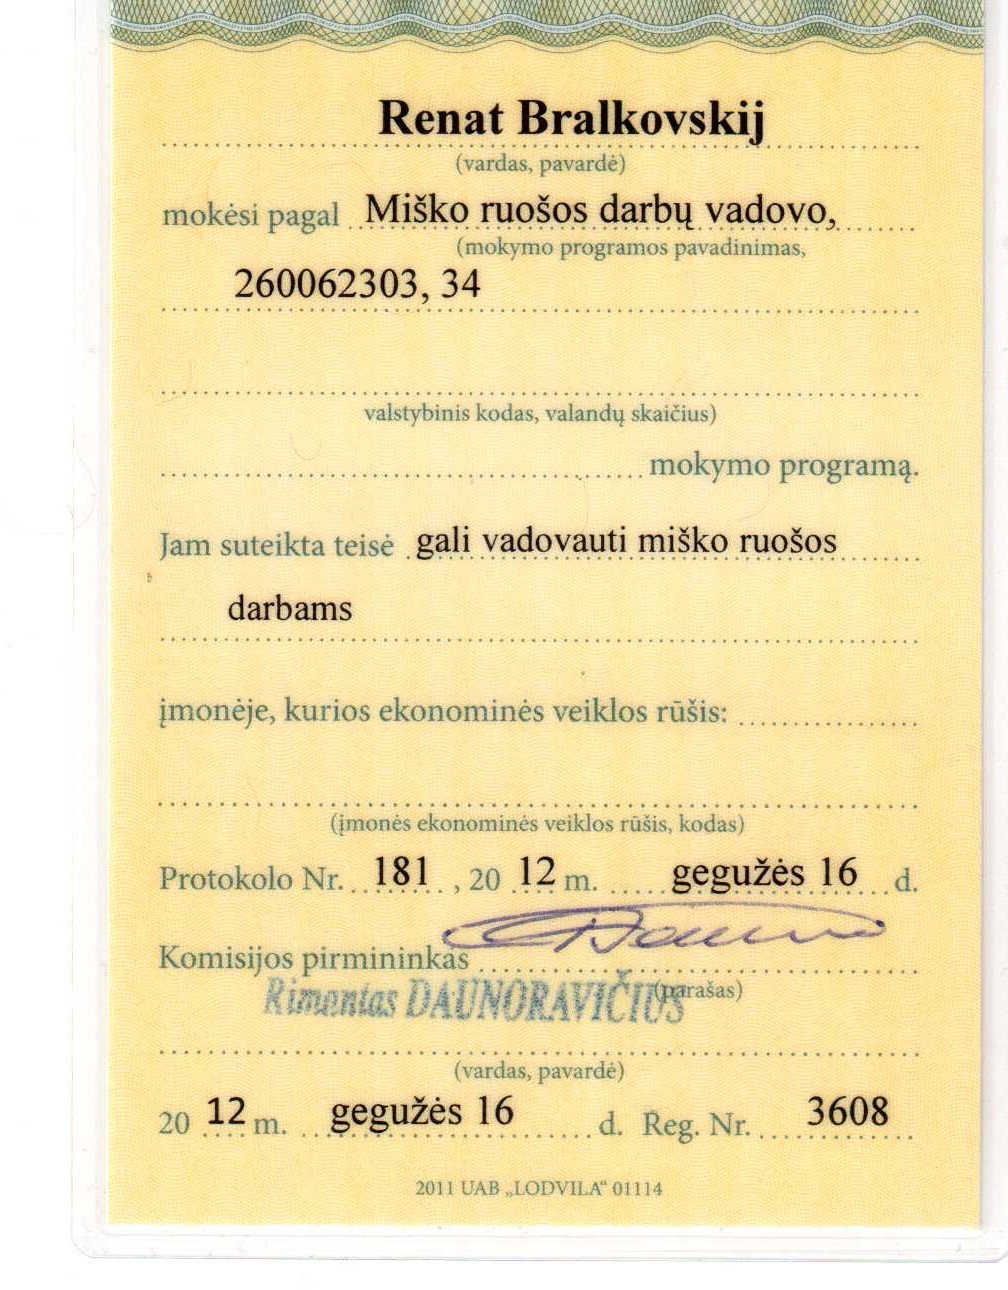 Renat Bralkovskij
(vardas, pavardė)
mokėsi pagal Miško ruošos darbų vadovo,
(mokymo programos pavadinimas,
260062303, 34
valstybinis kodas, valandų skaičius)
mokymo programą.
Jam suteikta teisė gali vadovauti miško ruošos
darbams
įmonėje, kurios ekonominės veiklos rūšis:
(įmonės ekonominės veiklos rūšis, kodas)
Protokolo Nr. 181, 20 12 m. gegužės 16 d.
Komisijos pirmininkas
(parašas)
Rimantas DAUNORAVIČIUS
(vardas, pavardė)
20 12 m. gegužės 16 d. Reg. Nr. 3608
2011 UAB „LODVILA“ 01114